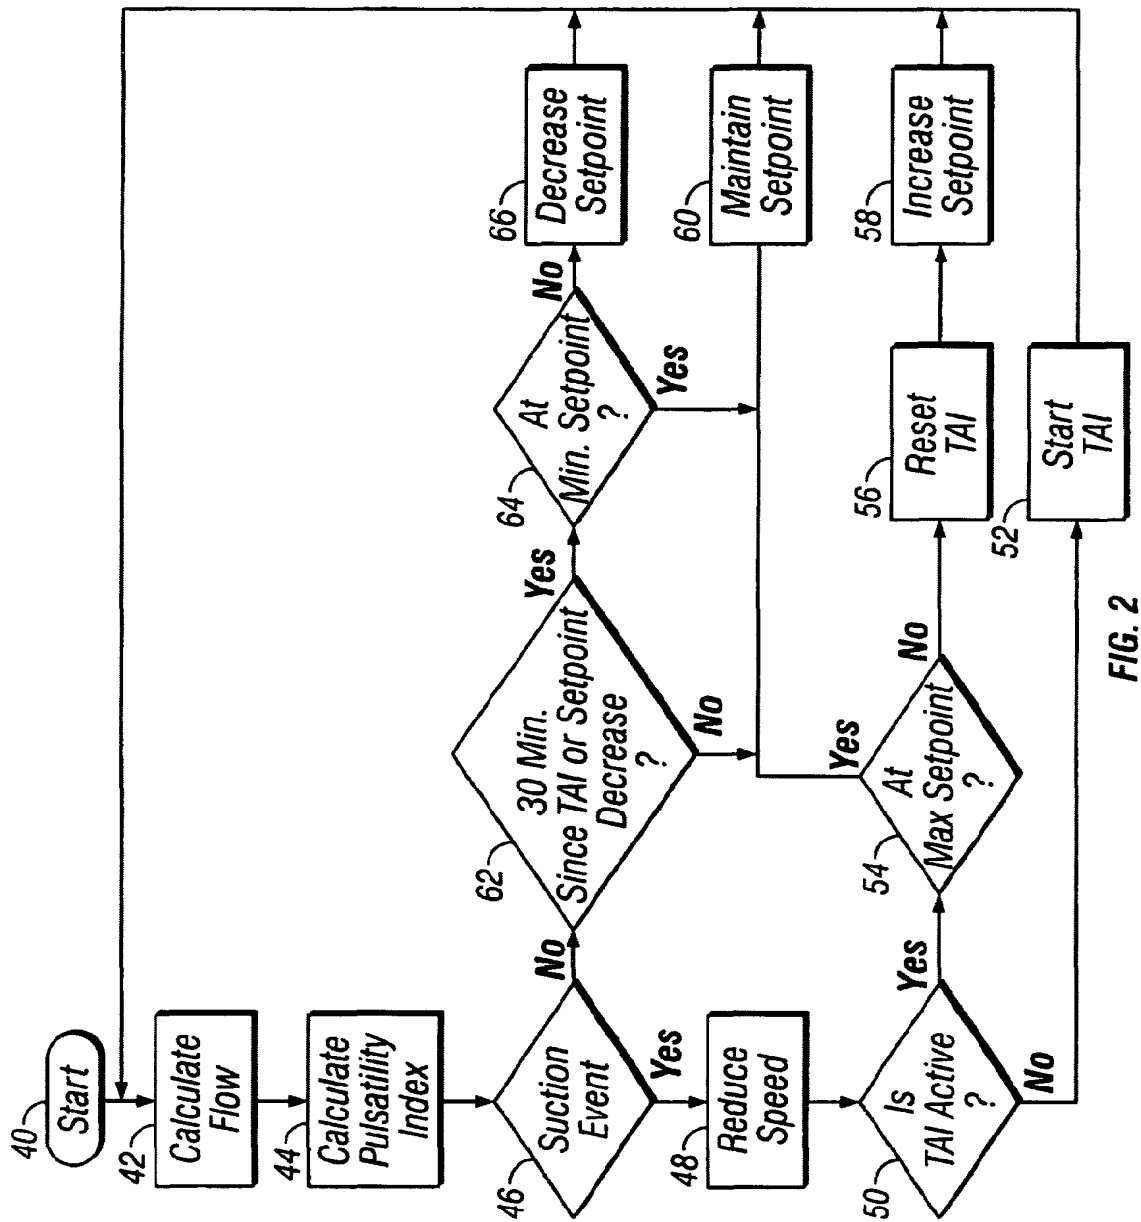 40
Start
42
Calculate
Flow
44
Calculate
Pulsatility
Index
46
Suction
Event
No
Yes
48
Reduce
Speed
50
Is
TAI Active
?
Yes
No
52
Start
TAI
54
At
Max Setpoint
?
Yes
No
56
Reset
TAI
58
Increase
Setpoint
60
Maintain
Setpoint
62
30 Min.
Since TAI or Setpoint
Decrease
?
Yes
No
64
At
Min. Setpoint
?
No
Yes
66
Decrease
Setpoint
FIG. 2